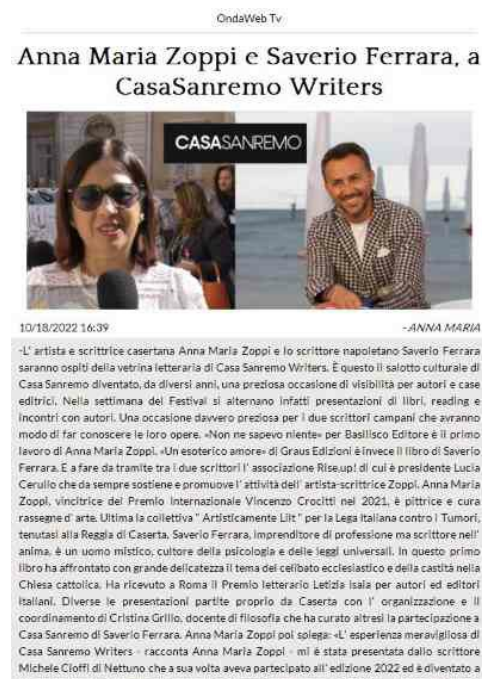 OndaWeb Tv
Anna Maria Zoppi e Saverio Ferrara, a
CasaSanremo Writers
CASASANREMO
10/18/2022 16:39 - ANNA MARIA
-L' artista e scrittrice casertana Anna Maria Zoppi e lo scrittore napoletano Saverio Ferrara
saranno ospiti della vetrina letteraria di Casa Sanremo Writers. È questo il salotto culturale di
Casa Sanremo diventato, da diversi anni, una preziosa occasione di visibilità per autori e case
editrici. Nella settimana del Festival si alternano infatti presentazioni di libri, reading e
incontri con autori. Una occasione davvero preziosa per i due scrittori campani che avranno
modo di far conoscere le loro opere. «Non ne sapevo niente» per Basilisco Editore è il primo
lavoro di Anna Maria Zoppi. «Un esoterico amore» di Graus Edizioni è invece il libro di Saverio
Ferrara. E a fare da tramite tra i due scrittori l' associazione Rise.up! di cui è presidente Lucia
Cerullo che da sempre sostiene e promuove l' attività dell' artista-scrittrice Zoppi. Anna Maria
Zoppi, vincitrice del Premio Internazionale Vincenzo Crocitti nel 2021, è pittrice e cura
rassegne d' arte. Ultima la collettiva " Artisticamente Lilt " per la Lega Italiana contro i Tumori,
tenutasi alla Reggia di Caserta. Saverio Ferrara, imprenditore di professione ma scrittore nell'
anima, è un uomo mistico, cultore della psicologia e delle leggi universali. In questo primo
libro ha affrontato con grande delicatezza il tema del celibato ecclesiastico e della castità nella
Chiesa cattolica. Ha ricevuto a Roma il Premio letterario Letizia Isaia per autori ed editori
italiani. Diverse le presentazioni partite proprio da Caserta con l' organizzazione e il
coordinamento di Cristina Grillo, docente di filosofia che ha curato altresì la partecipazione a
Casa Sanremo di Saverio Ferrara. Anna Maria Zoppi poi spiega: «L' esperienza meravigliosa di
Casa Sanremo Writers - racconta Anna Maria Zoppi - mi è stata presentata dallo scrittore
Michele Cioffi di Nettuno che a sua volta aveva partecipato all' edizione 2022 ed è diventato a